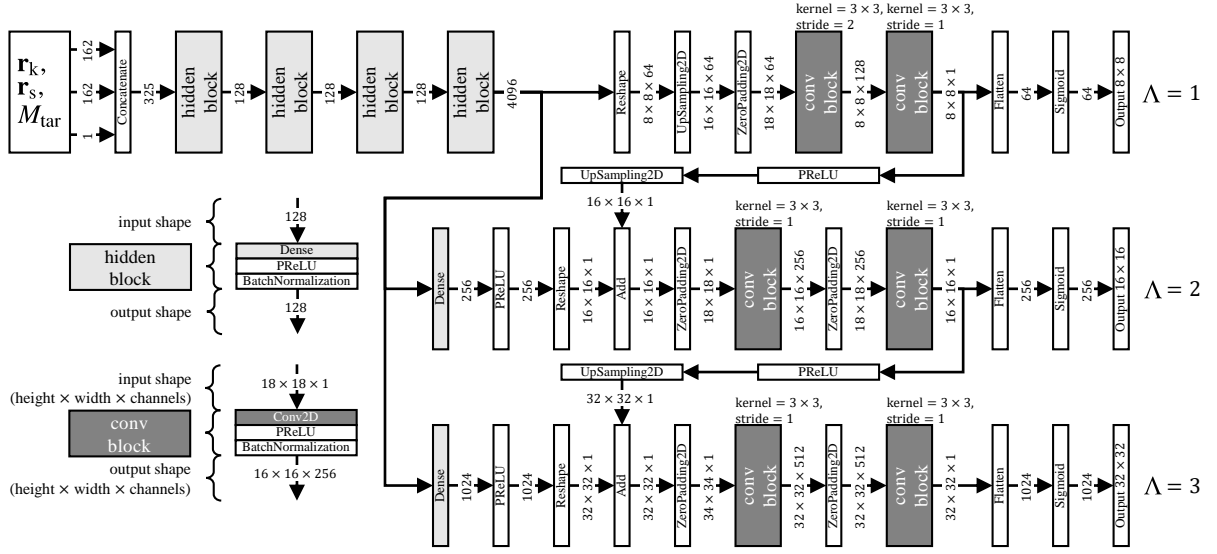 kernel = 3 × 3, kernel = 3 × 3,
stride = 2 stride = 1
r_k,
r_s,
M_tar
162
162
1
Concatenate
325
hidden
block
128
hidden
block
128
hidden
block
128
hidden
block
4096
Reshape
8 × 8 × 64
UpSampling2D
16 × 16 × 64
ZeroPadding2D
18 × 18 × 64
conv
block
8 × 8 × 128
conv
block
8 × 8 × 1
Flatten
64
Sigmoid
64
Output 8 × 8
Λ = 1
UpSampling2D
PReLU
16 × 16 × 1
kernel = 3 × 3,
stride = 1
kernel = 3 × 3,
stride = 1
Dense
256
PReLU
256
Reshape
16 × 16 × 1
Add
16 × 16 × 1
ZeroPadding2D
18 × 18 × 1
conv
block
16 × 16 × 256
ZeroPadding2D
18 × 18 × 256
conv
block
16 × 16 × 1
Flatten
256
Sigmoid
256
Output 16 × 16
Λ = 2
UpSampling2D
PReLU
32 × 32 × 1
kernel = 3 × 3,
stride = 1
kernel = 3 × 3,
stride = 1
Dense
1024
PReLU
1024
Reshape
32 × 32 × 1
Add
32 × 32 × 1
ZeroPadding2D
34 × 34 × 1
conv
block
32 × 32 × 512
ZeroPadding2D
32 × 32 × 512
conv
block
32 × 32 × 1
Flatten
1024
Sigmoid
1024
Output 32 × 32
Λ = 3
input shape
128
hidden
block
Dense
PReLU
BatchNormalization
output shape
128
input shape
(height × width × channels)
18 × 18 × 1
conv
block
Conv2D
PReLU
BatchNormalization
output shape
(height × width × channels)
16 × 16 × 256